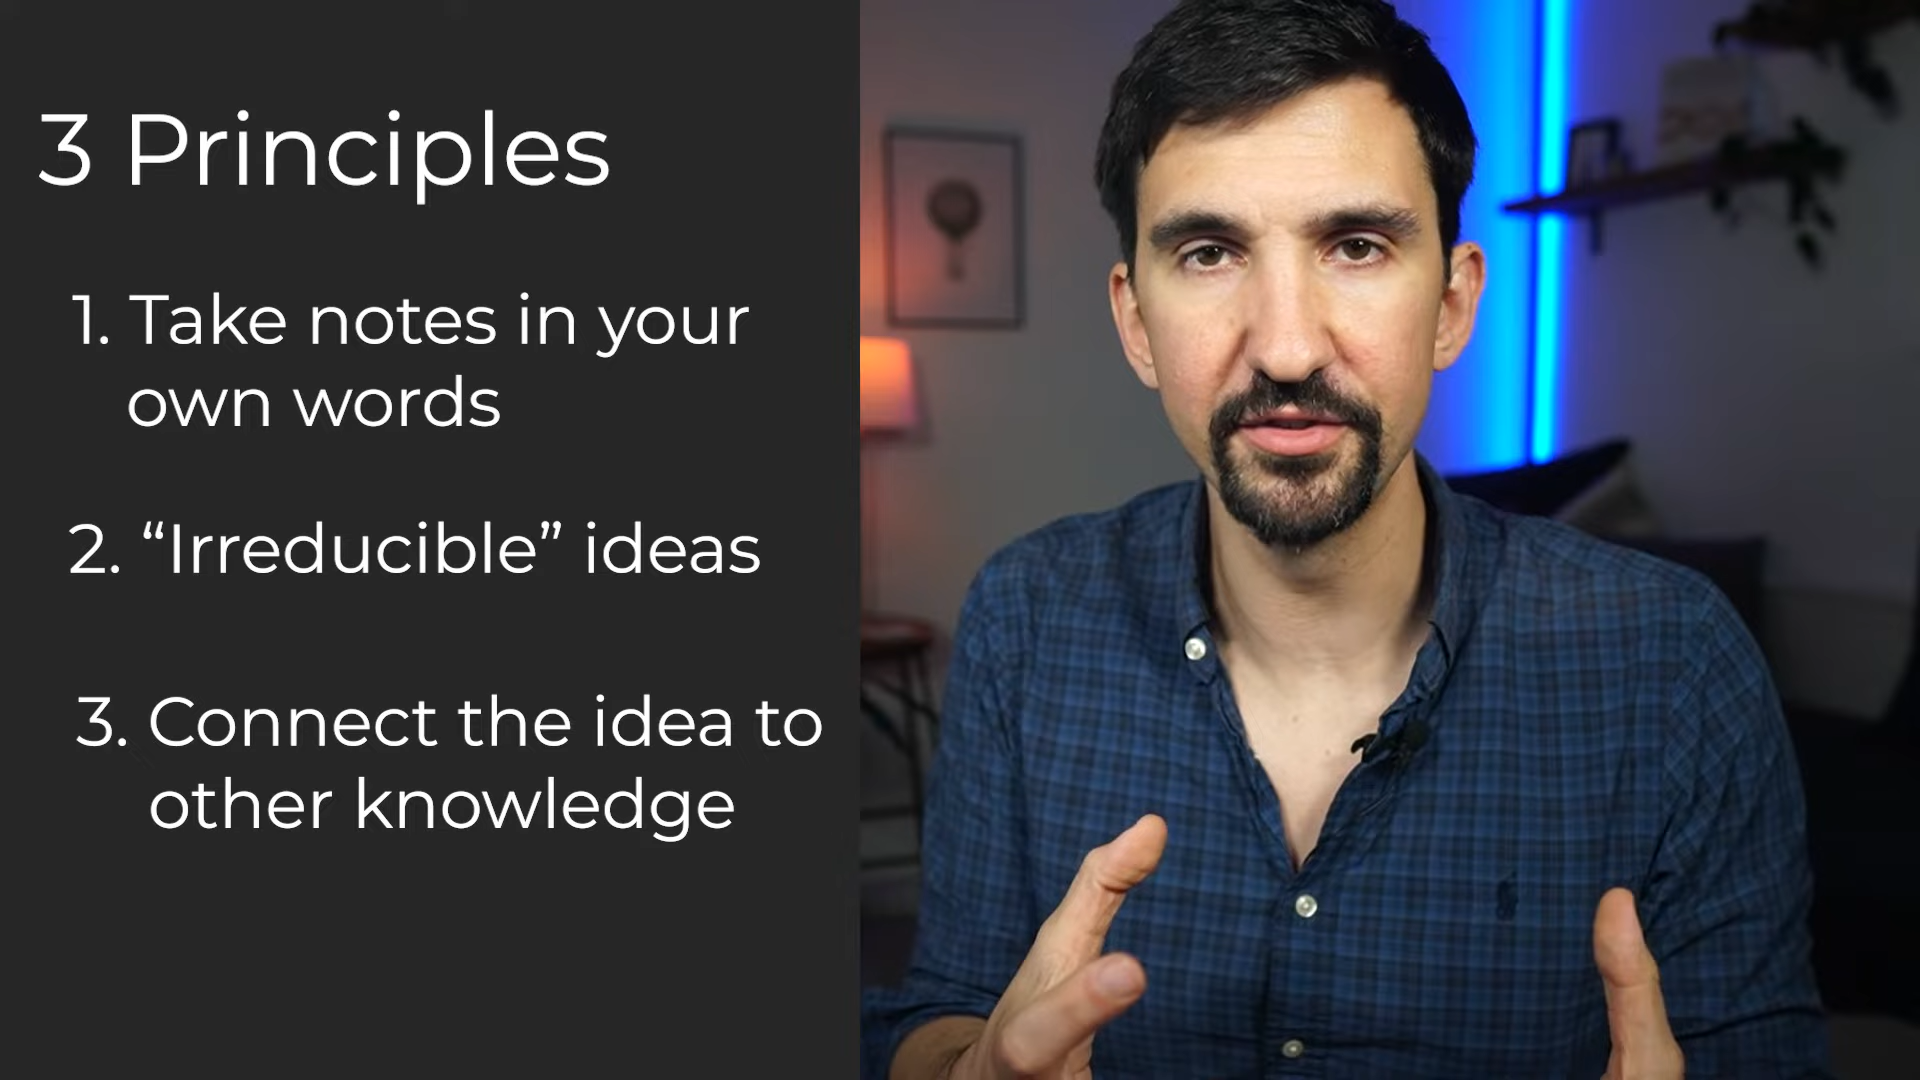 3 Principles
1. Take notes in your
own words
2. “Irreducible” ideas
3. Connect the idea to
other knowledge